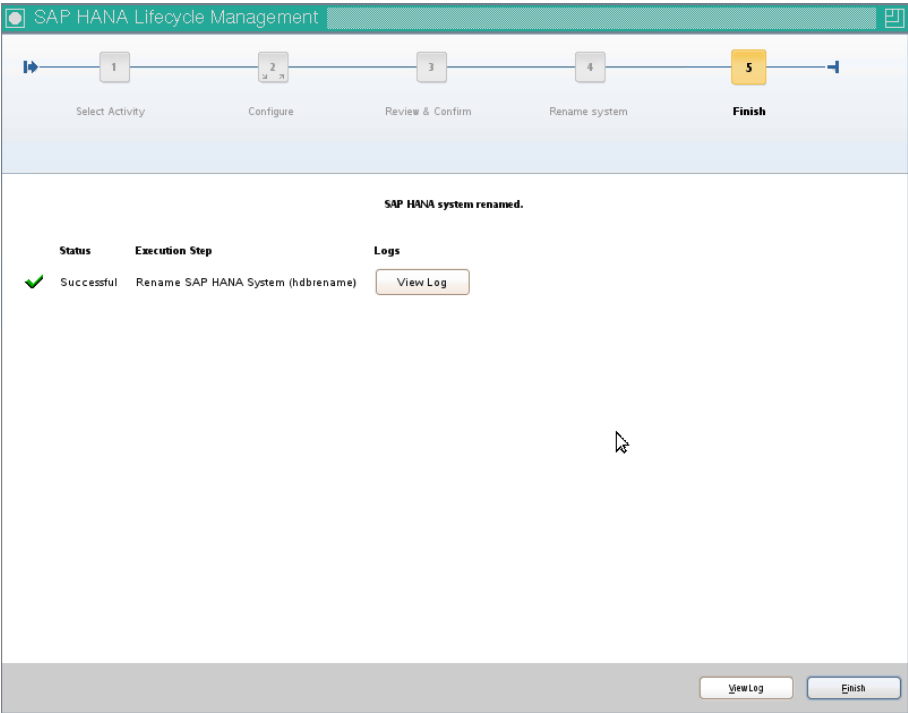 SAP HANA Lifecycle Management
1 2 3 4 5
Select Activity Configure Review & Confirm Rename system Finish
SAP HANA system renamed.
Status Execution Step Logs
Successful Rename SAP HANA System (hdbrename) View Log
View Log Finish